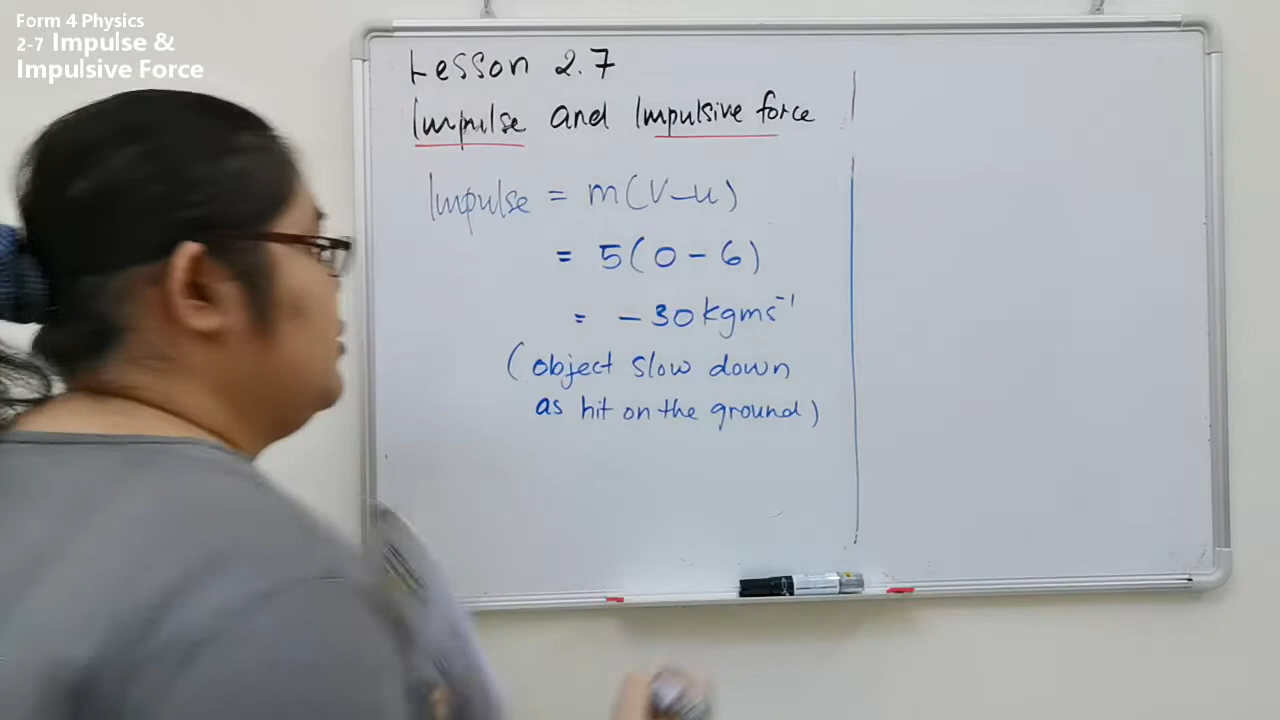 Form 4 Physics
2-7 Impulse &
Impulsive Force
Lesson 2.7
Impulse and Impulsive force
Impulse = m(v-u)
= 5(0-6)
= -30kgms⁻¹
(object slow down
as hit on the ground)